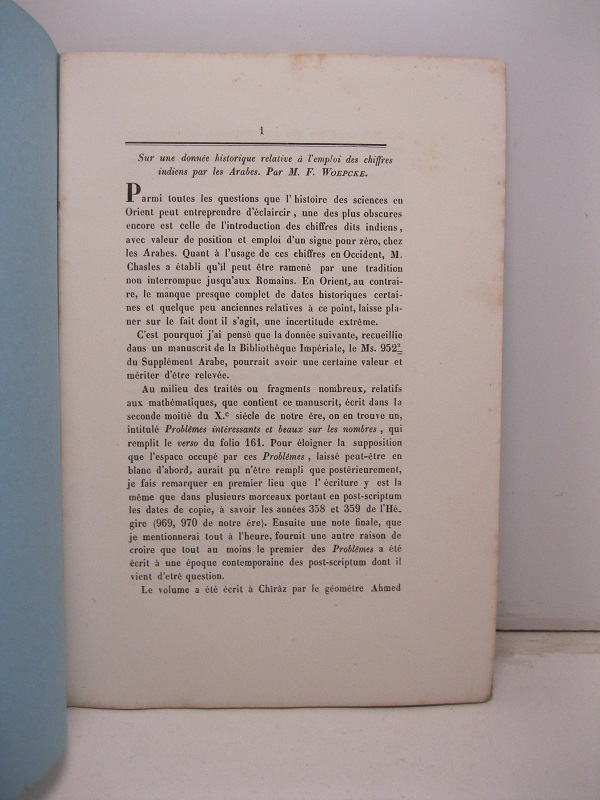 1
Sur une donnée historique relative à l'emploi des chiffres
indiens par les Arabes. Par M. F. WOEPCKE.
Parmi toutes les questions que l'histoire des sciences en
Orient peut entreprendre d'éclaircir, une des plus obscures
encore est celle de l'introduction des chiffres dits indiens,
avec valeur de position et emploi d'un signe pour zéro, chez
les Arabes. Quant à l'usage de ces chiffres en Occident, M.
Chasles a établi qu'il peut être ramené par une tradition
non interrompue jusqu'aux Romains. En Orient, au contrai-
re, le manque presque complet de dates historiques certai-
nes et quelque peu anciennes relatives à ce point, laisse pla-
ner sur le fait dont il s'agit, une incertitude extrême.
C'est pourquoi j'ai pensé que la donnée suivante, recueillie
dans un manuscrit de la Bibliothèque Impériale, le Ms. 952²
du Supplément Arabe, pourrait avoir une certaine valeur et
mériter d'être relevée.
Au milieu des traités ou fragments nombreux, relatifs
aux mathématiques, que contient ce manuscrit, écrit dans la
seconde moitié du X.e siécle de notre ère, on en trouve un,
intitulé Problèmes intéressants et beaux sur les nombres, qui
remplit le verso du folio 161. Pour éloigner la supposition
que l'espace occupé par ces Problèmes, laissé peut-être en
blanc d'abord, aurait pu n'être rempli que postérieurement,
je fais remarquer en premier lieu que l'écriture y est la
même que dans plusieurs morceaux portant en post-scriptum
les dates de copie, à savoir les années 358 et 359 de l'Hé-
gire (969, 970 de notre ère). Ensuite une note finale, que
je mentionnerai tout à l'heure, fournit une autre raison de
croire que tout au moins le premier des Problèmes a été
écrit à une époque contemporaine des post-scriptum dont il
vient d'etrê question.
Le volume a été écrit à Chîrâz par le géomètre Ahmed